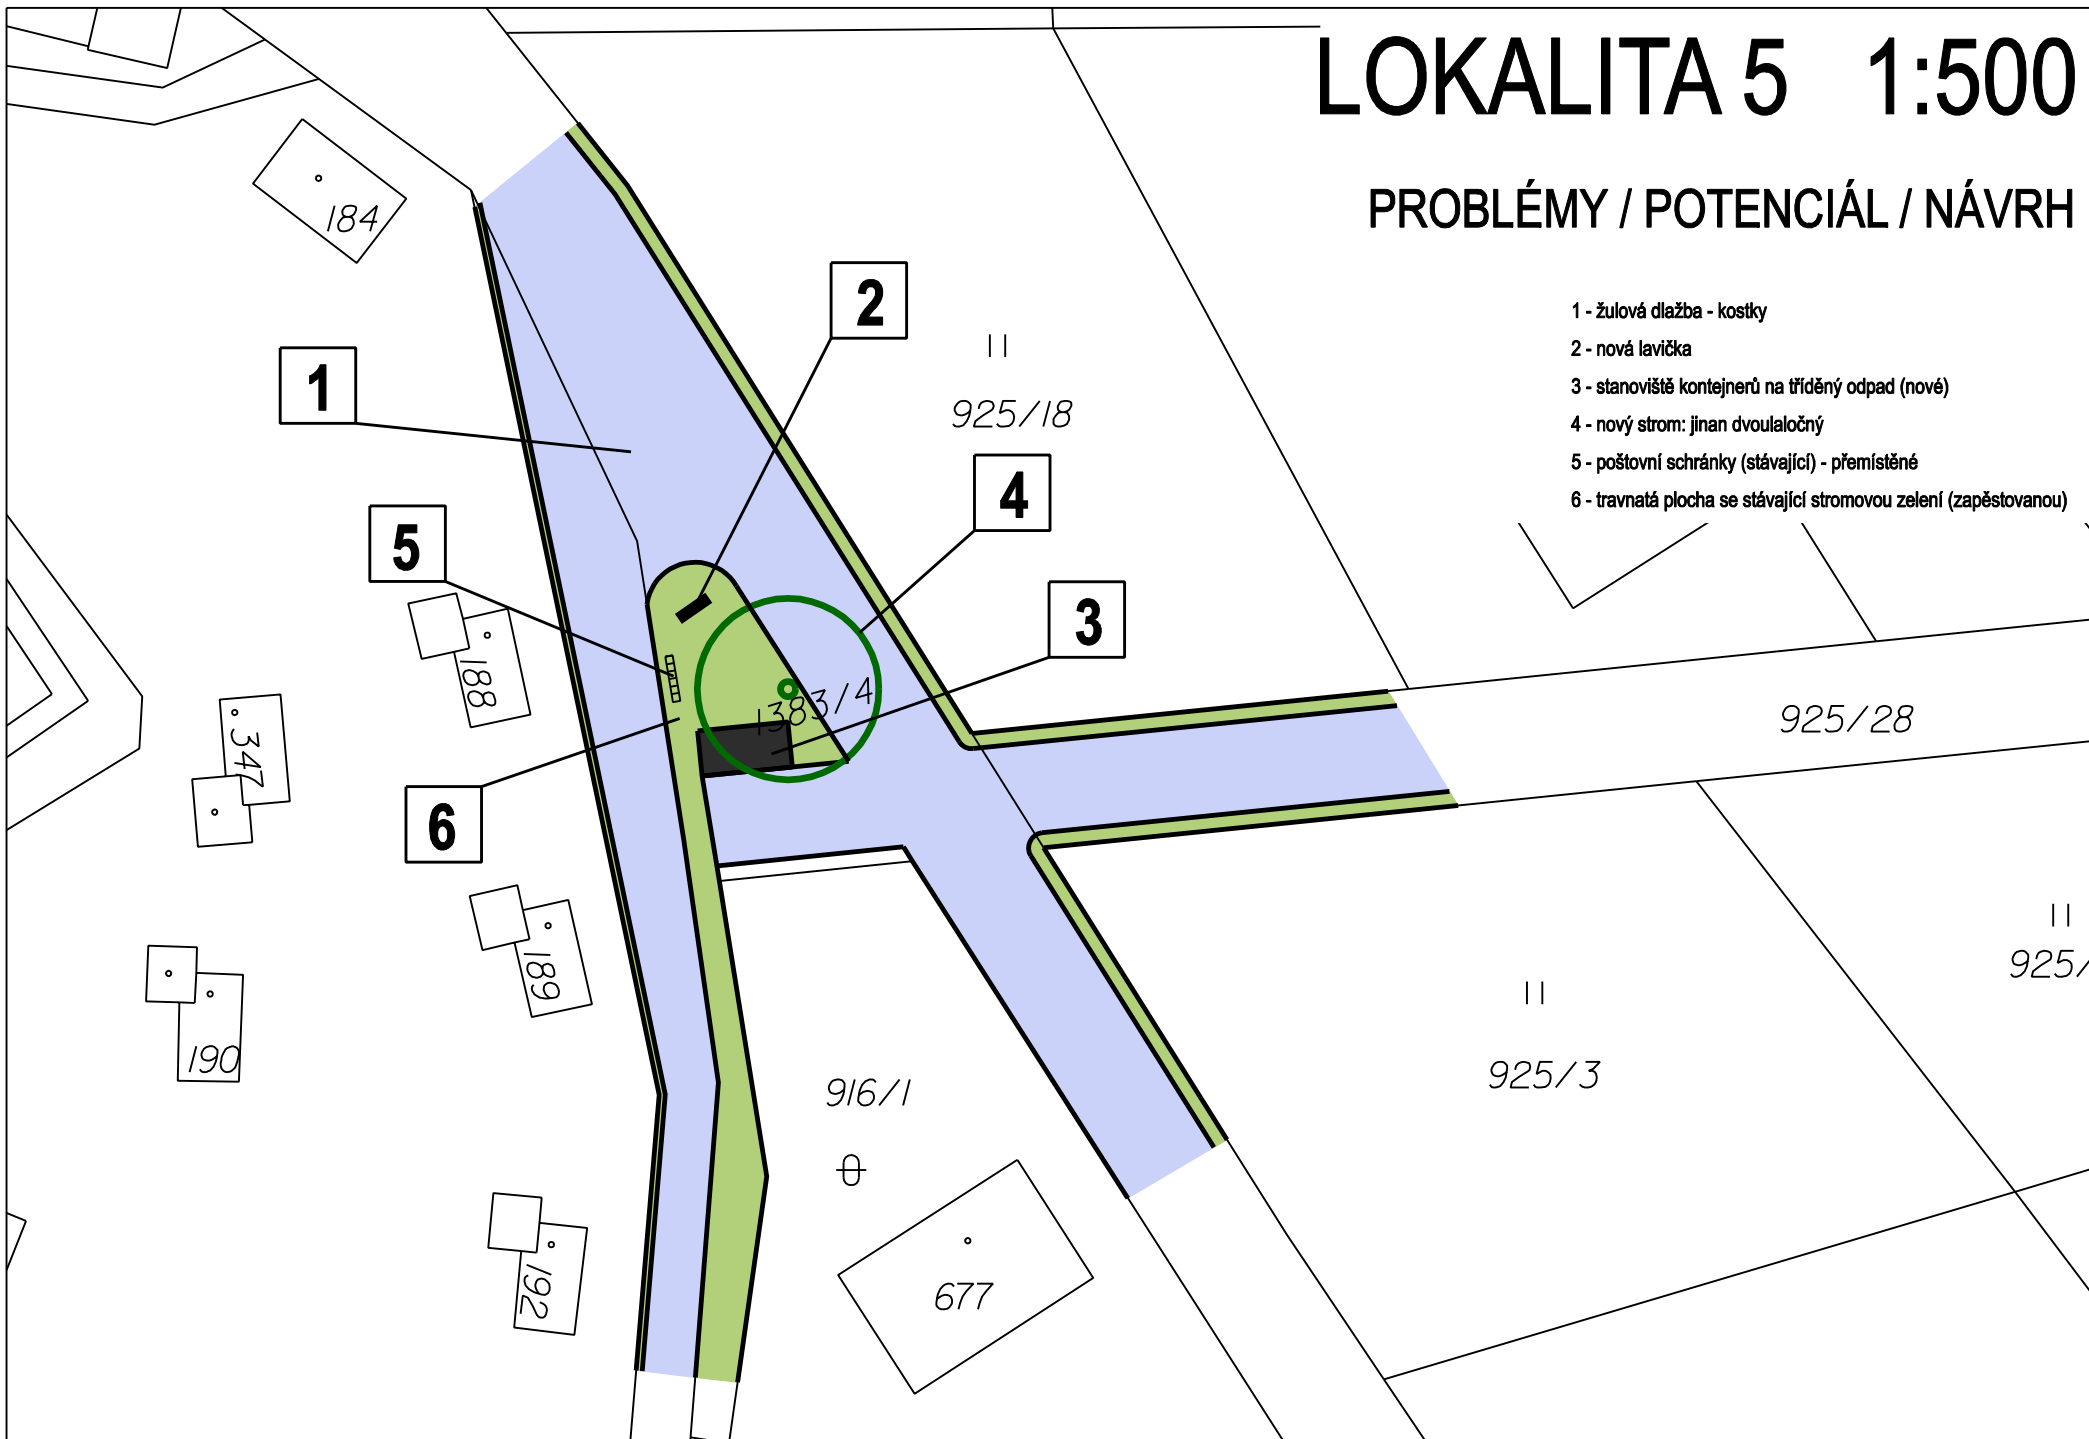 LOKALITA 5 1:500
PROBLÉMY / POTENCIÁL / NÁVRH
1 - žulová dlažba - kostky
2 - nová lavička
3 - stanoviště kontejnerů na tříděný odpad (nové)
4 - nový strom: jinan dvoulaločný
5 - poštovní schránky (stávající) - přemístěné
6 - travnatá plocha se stávající stromovou zelení (zapěstovanou)
184
2
1
925/18
4
5
3
188
1383/4
925/28
347
6
189
925/
190
925/3
916/1
192
677